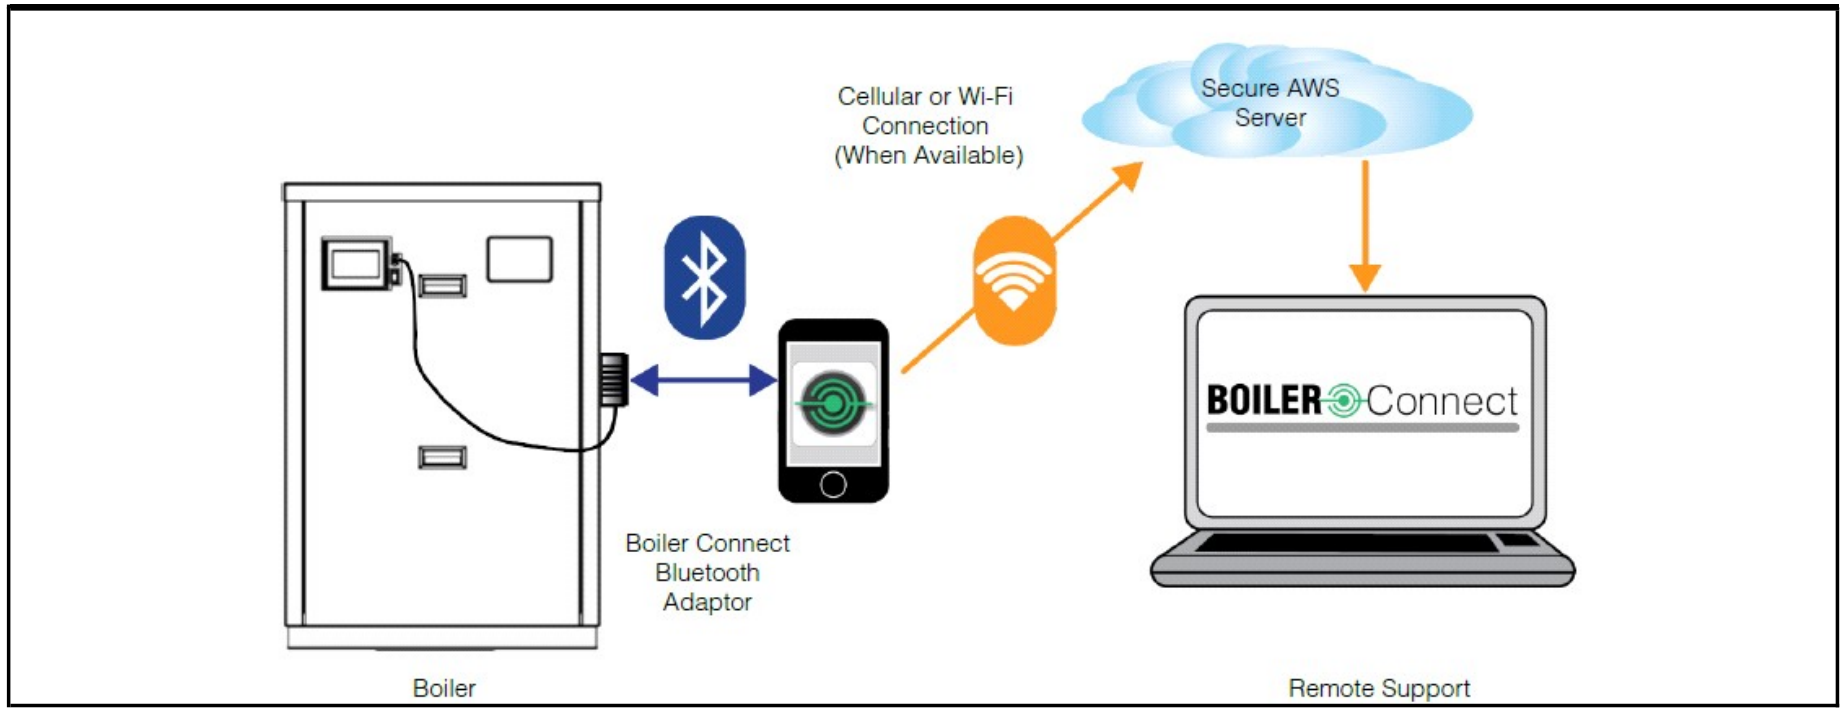 Cellular or Wi-Fi
Connection
(When Available)
Secure AWS
Server
BOILER Connect
Boiler Connect
Bluetooth
Adaptor
Boiler
Remote Support